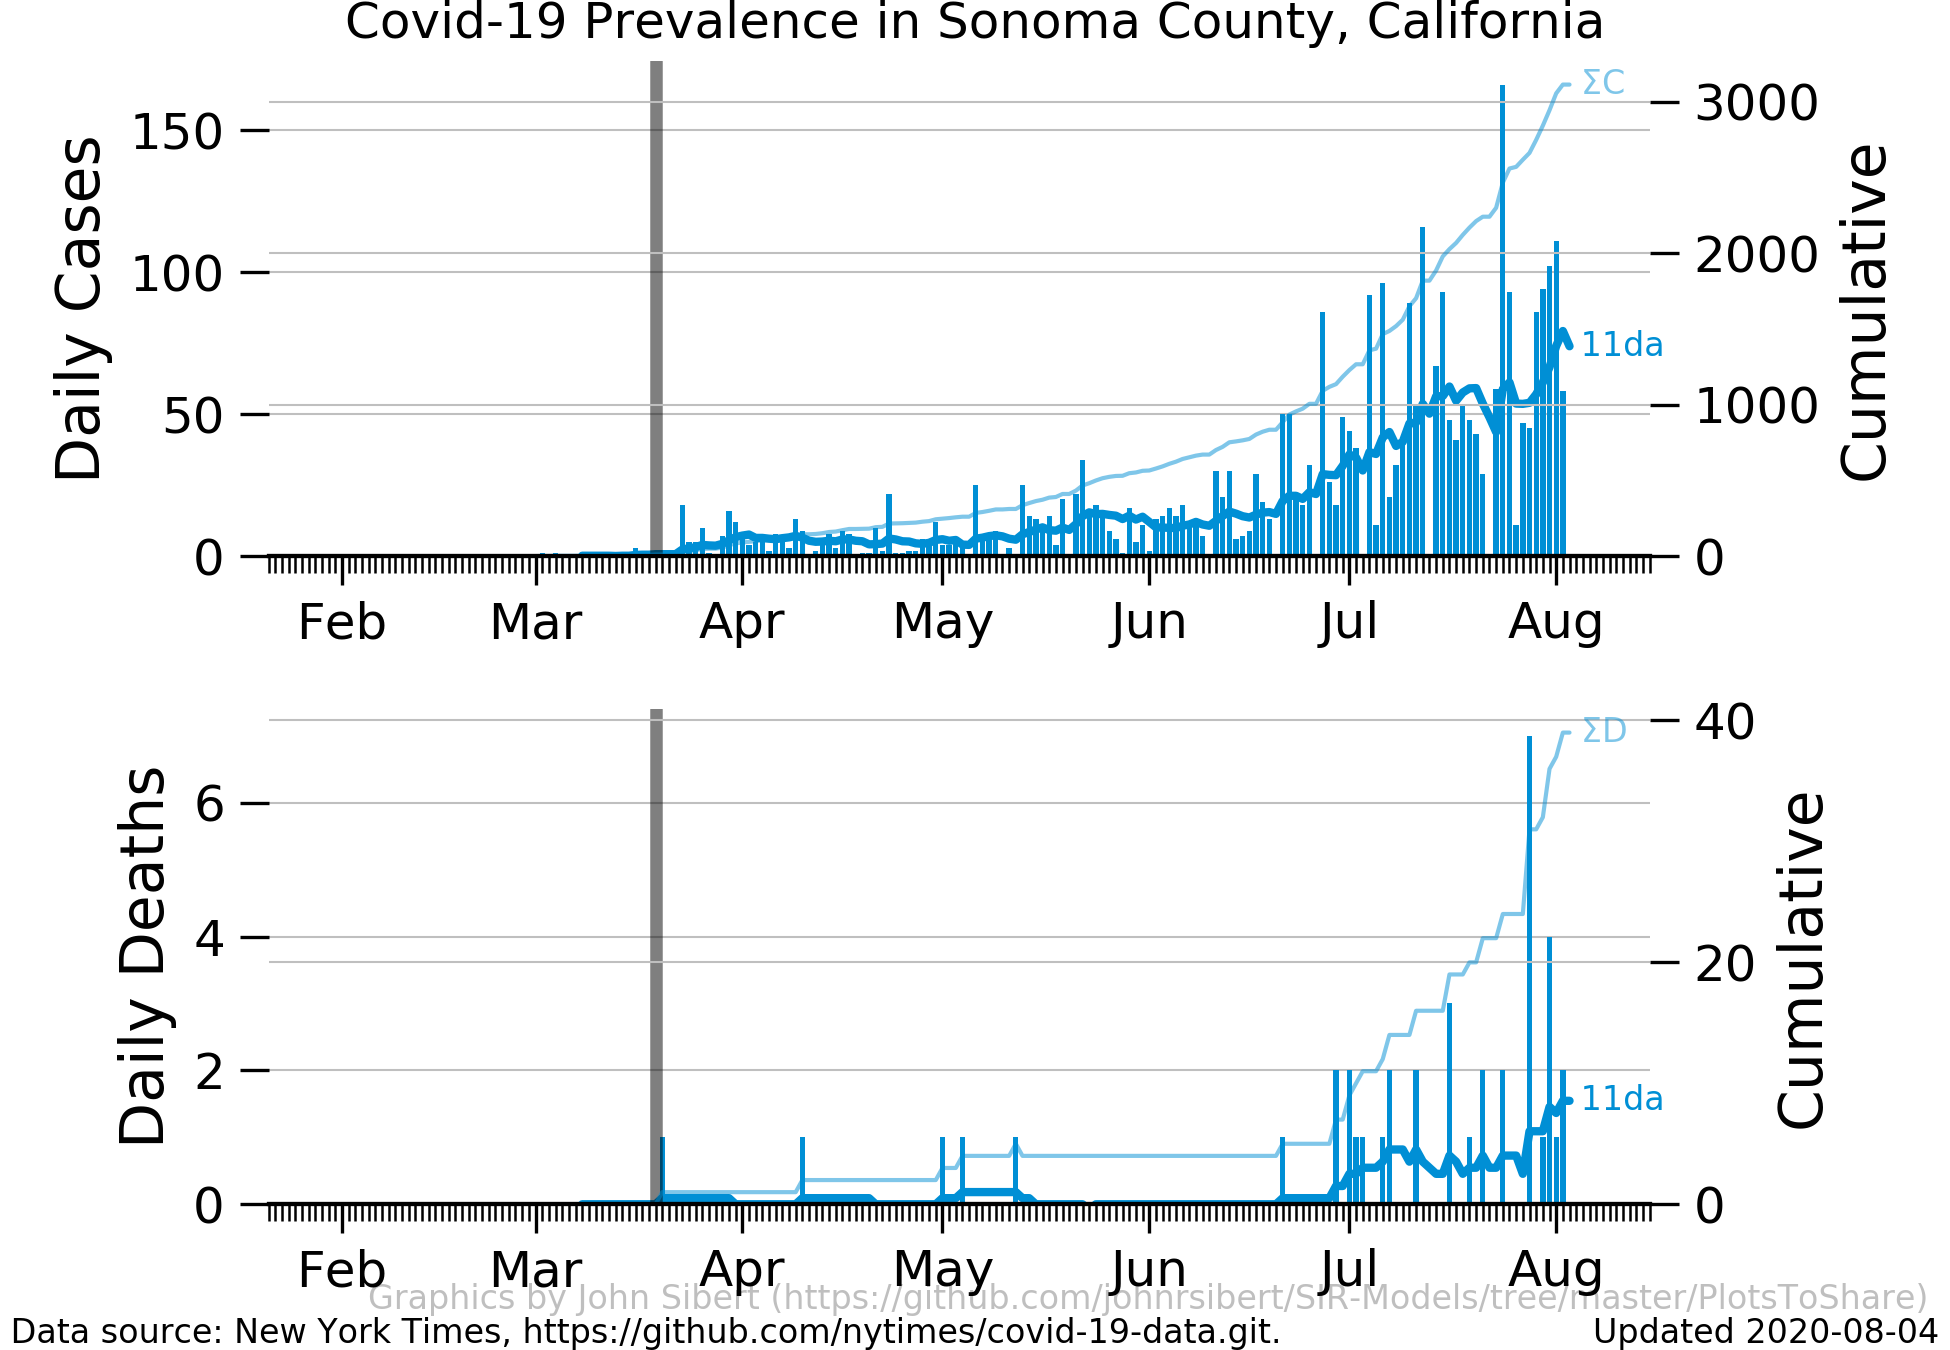 Covid-19 Prevalence in Sonoma County, California
Daily Cases
150
100
50
0
ΣC
11da
3000
2000
1000
0
Cumulative
Feb Mar Apr May Jun Jul Aug
Daily Deaths
6
4
2
0
ΣD
11da
40
20
0
Cumulative
Feb Mar Apr May Jun Jul Aug
Graphics by John Sibert (https://github.com/johnrsibert/SIR-Models/tree/master/PlotsToShare)
Data source: New York Times, https://github.com/nytimes/covid-19-data.git. Updated 2020-08-04